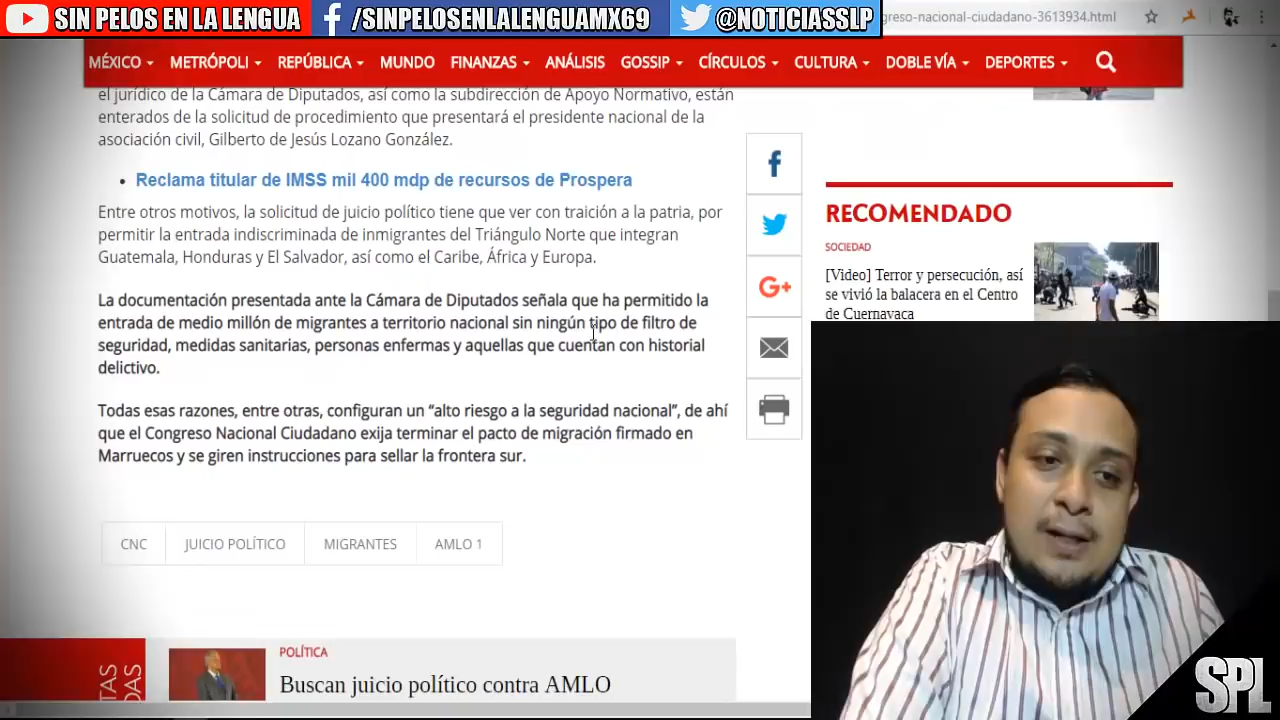 SIN PELOS EN LA LENGUA
/SINPELOSENLALENGUAMX69
@NOTICIASSLP
greso-nacional-ciudadano-3613934.html
MÉXICO
METRÓPOLI
REPÚBLICA
MUNDO
FINANZAS
ANÁLISIS
GOSSIP
CÍRCULOS
CULTURA
DOBLE VÍA
DEPORTES
el jurídico de la Cámara de Diputados, así como la subdirección de Apoyo Normativo, están
enterados de la solicitud de procedimiento que presentará el presidente nacional de la
asociación civil, Gilberto de Jesús Lozano González.
• Reclama titular de IMSS mil 400 mdp de recursos de Prospera
Entre otros motivos, la solicitud de juicio político tiene que ver con traición a la patria, por
permitir la entrada indiscriminada de inmigrantes del Triángulo Norte que integran
Guatemala, Honduras y El Salvador, así como el Caribe, África y Europa.
La documentación presentada ante la Cámara de Diputados señala que ha permitido la
entrada de medio millón de migrantes a territorio nacional sin ningún tipo de filtro de
seguridad, medidas sanitarias, personas enfermas y aquellas que cuentan con historial
delictivo.
Todas esas razones, entre otras, configuran un “alto riesgo a la seguridad nacional”, de ahí
que el Congreso Nacional Ciudadano exija terminar el pacto de migración firmado en
Marruecos y se giren instrucciones para sellar la frontera sur.
CNC
JUICIO POLÍTICO
MIGRANTES
AMLO 1
POLÍTICA
Buscan juicio político contra AMLO
G+
RECOMENDADO
SOCIEDAD
[Video] Terror y persecución, así
se vivió la balacera en el Centro
de Cuernavaca
SPL